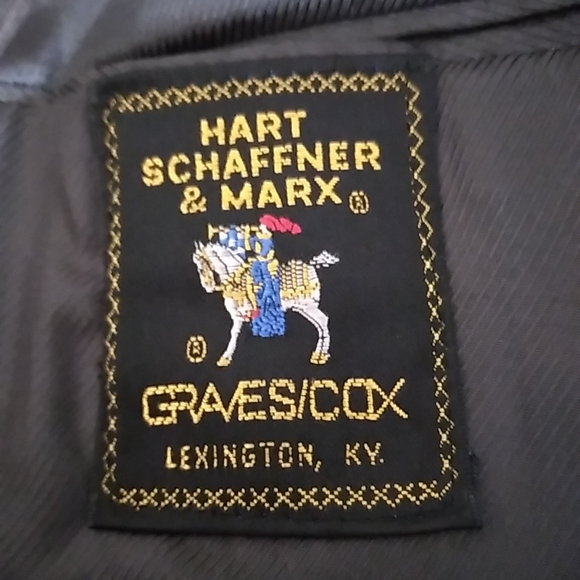 HART
SCHAFFNER
& MARX ®
®
GRAVES/COX
LEXINGTON, KY.